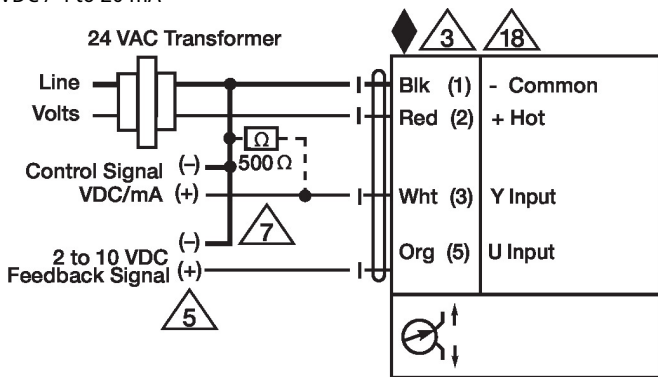 VDC / 4 to 20 mA
24 VAC Transformer
3
18
Line
Volts
Blk (1) - Common
Red (2) + Hot
Ω
500 Ω
Control Signal (–)
VDC/mA (+)
Wht (3) Y Input
7
(–)
2 to 10 VDC
Feedback Signal (+)
Org (5) U Input
5